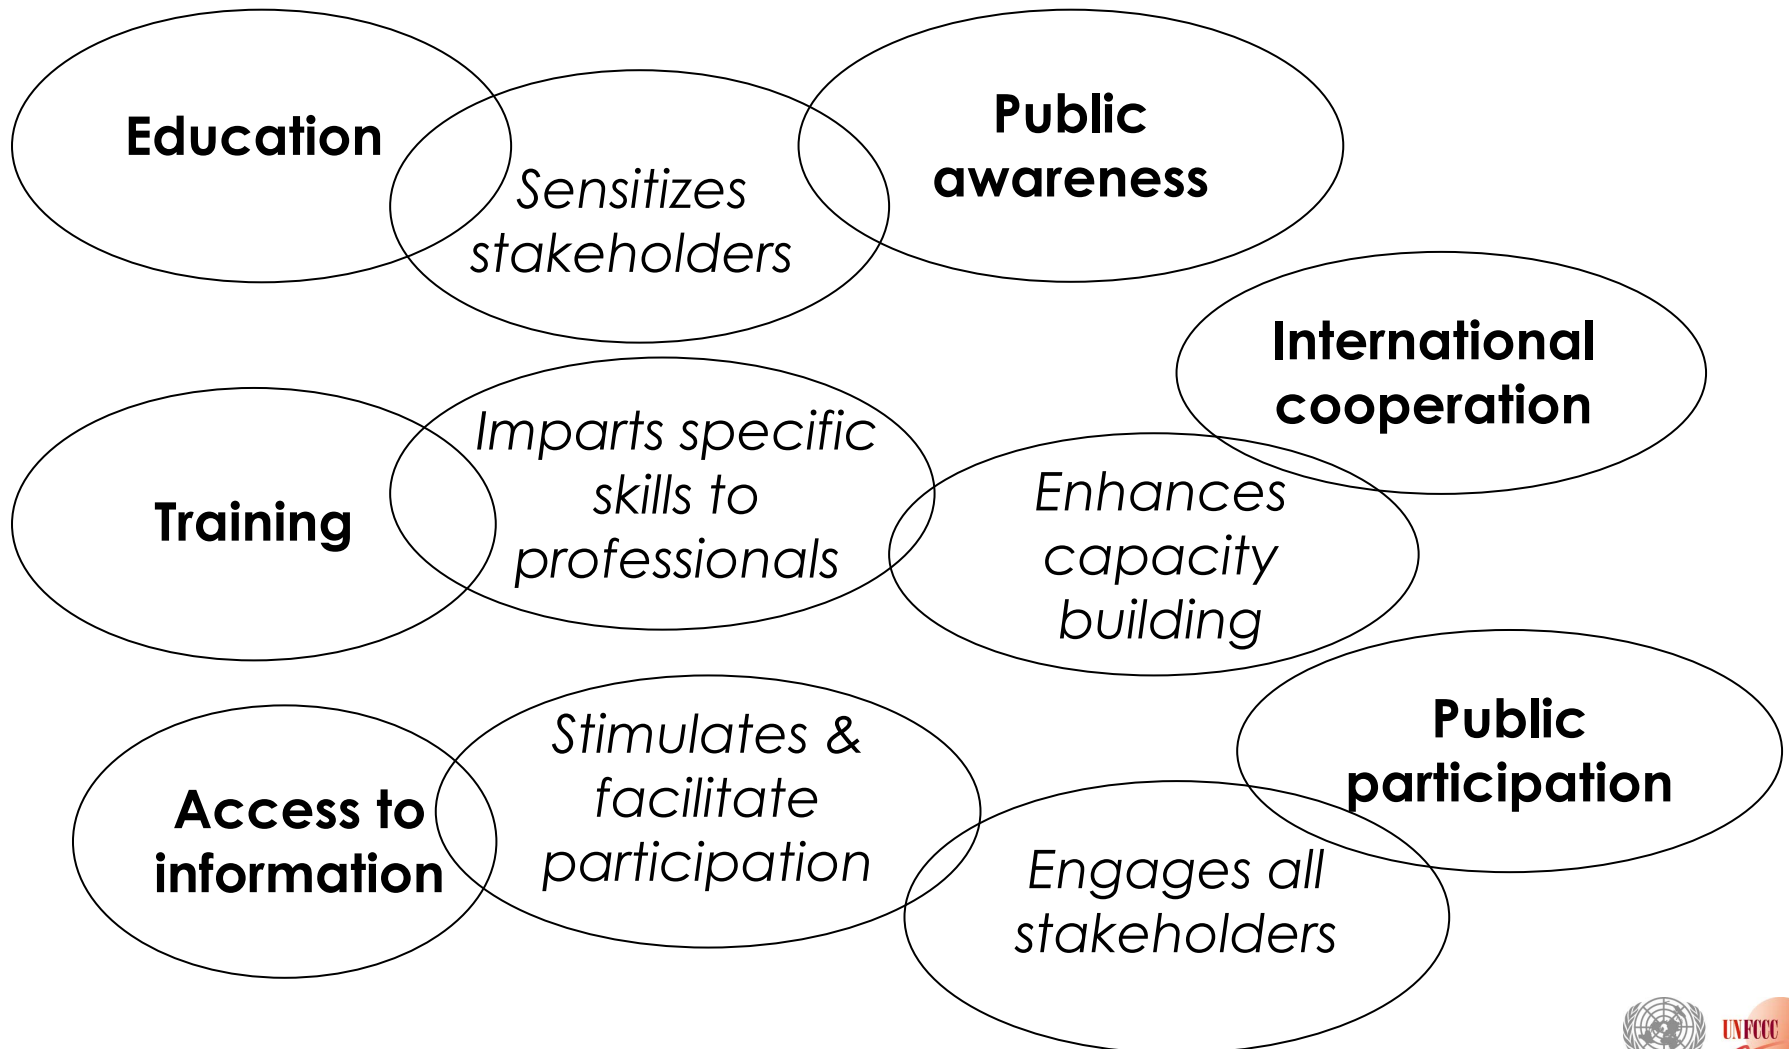 Education
Sensitizes
stakeholders
Public
awareness
International
cooperation
Training
Imparts specific
skills to
professionals
Enhances
capacity
building
Access to
information
Stimulates &
facilitate
participation
Public
participation
Engages all
stakeholders
UNFCCC